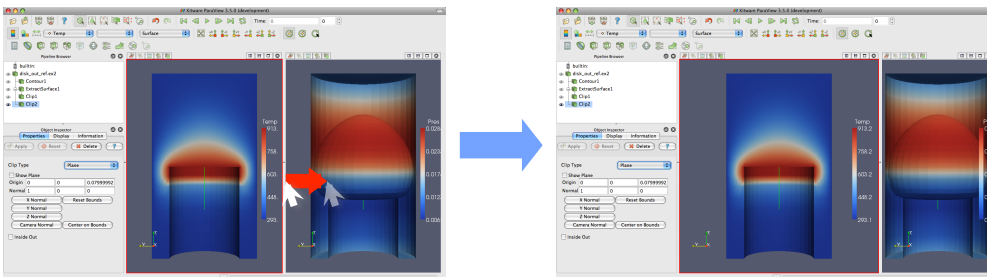 Kitware ParaView 3.5.0 (development)
Time: 0
0
Temp
Surface
Pipeline Browser
builtin:
disk_out_ref.ex2
Contour1
ExtractSurface1
Clip1
Clip2
Object Inspector
Properties Display Information
Apply Reset Delete ?
Clip Type Plane
Show Plane
Origin 0 0 0.07999992
Normal 1 0 0
X Normal Reset Bounds
Y Normal
Z Normal
Camera Normal Center on Bounds
Inside Out
Temp
913.
758.
603.
448.
293.
Pres
0.028
0.023
0.017
0.012
0.006
Y X
Y X
Kitware ParaView 3.5.0 (development)
Time: 0
0
Temp
Surface
Pipeline Browser
builtin:
disk_out_ref.ex2
Contour1
ExtractSurface1
Clip1
Clip2
Object Inspector
Properties Display Information
Apply Reset Delete ?
Clip Type Plane
Show Plane
Origin 0 0 0.07999992
Normal 1 0 0
X Normal Reset Bounds
Y Normal
Z Normal
Camera Normal Center on Bounds
Inside Out
Temp
913.2
758.2
603.2
448.2
293.1